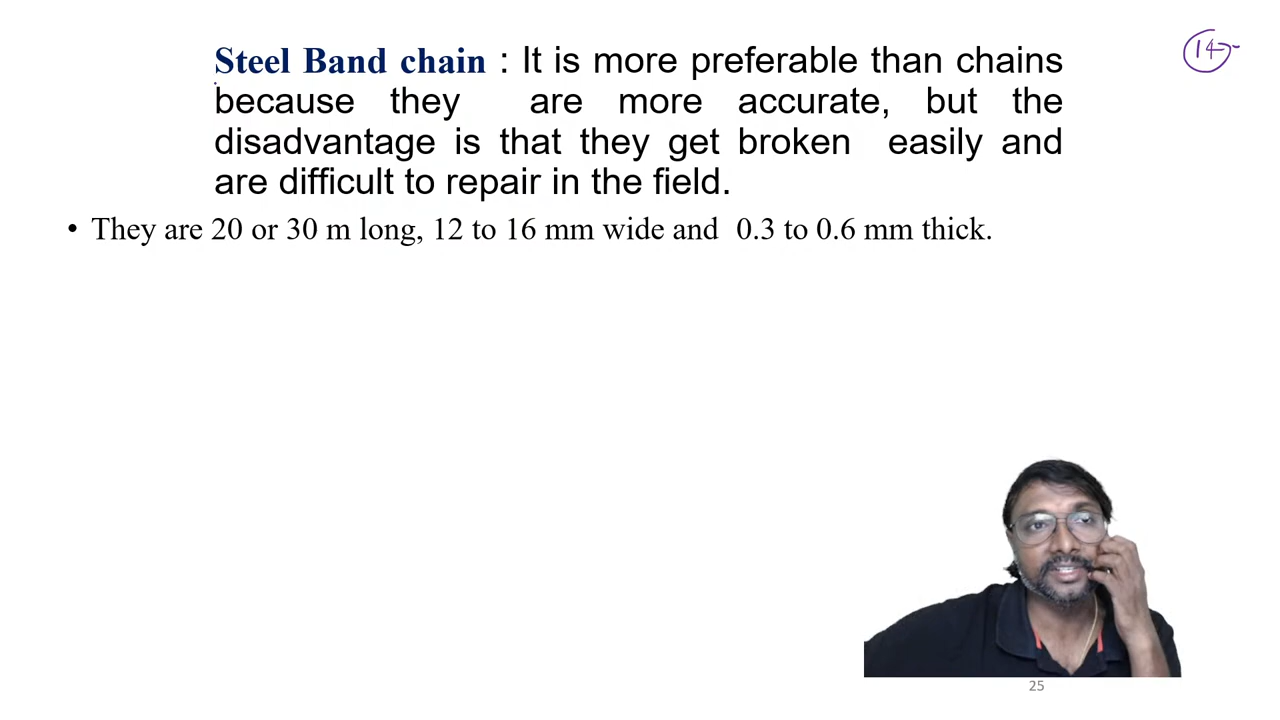 Steel Band chain : It is more preferable than chains
because they are more accurate, but the
disadvantage is that they get broken easily and
are difficult to repair in the field.
• They are 20 or 30 m long, 12 to 16 mm wide and 0.3 to 0.6 mm thick.
25